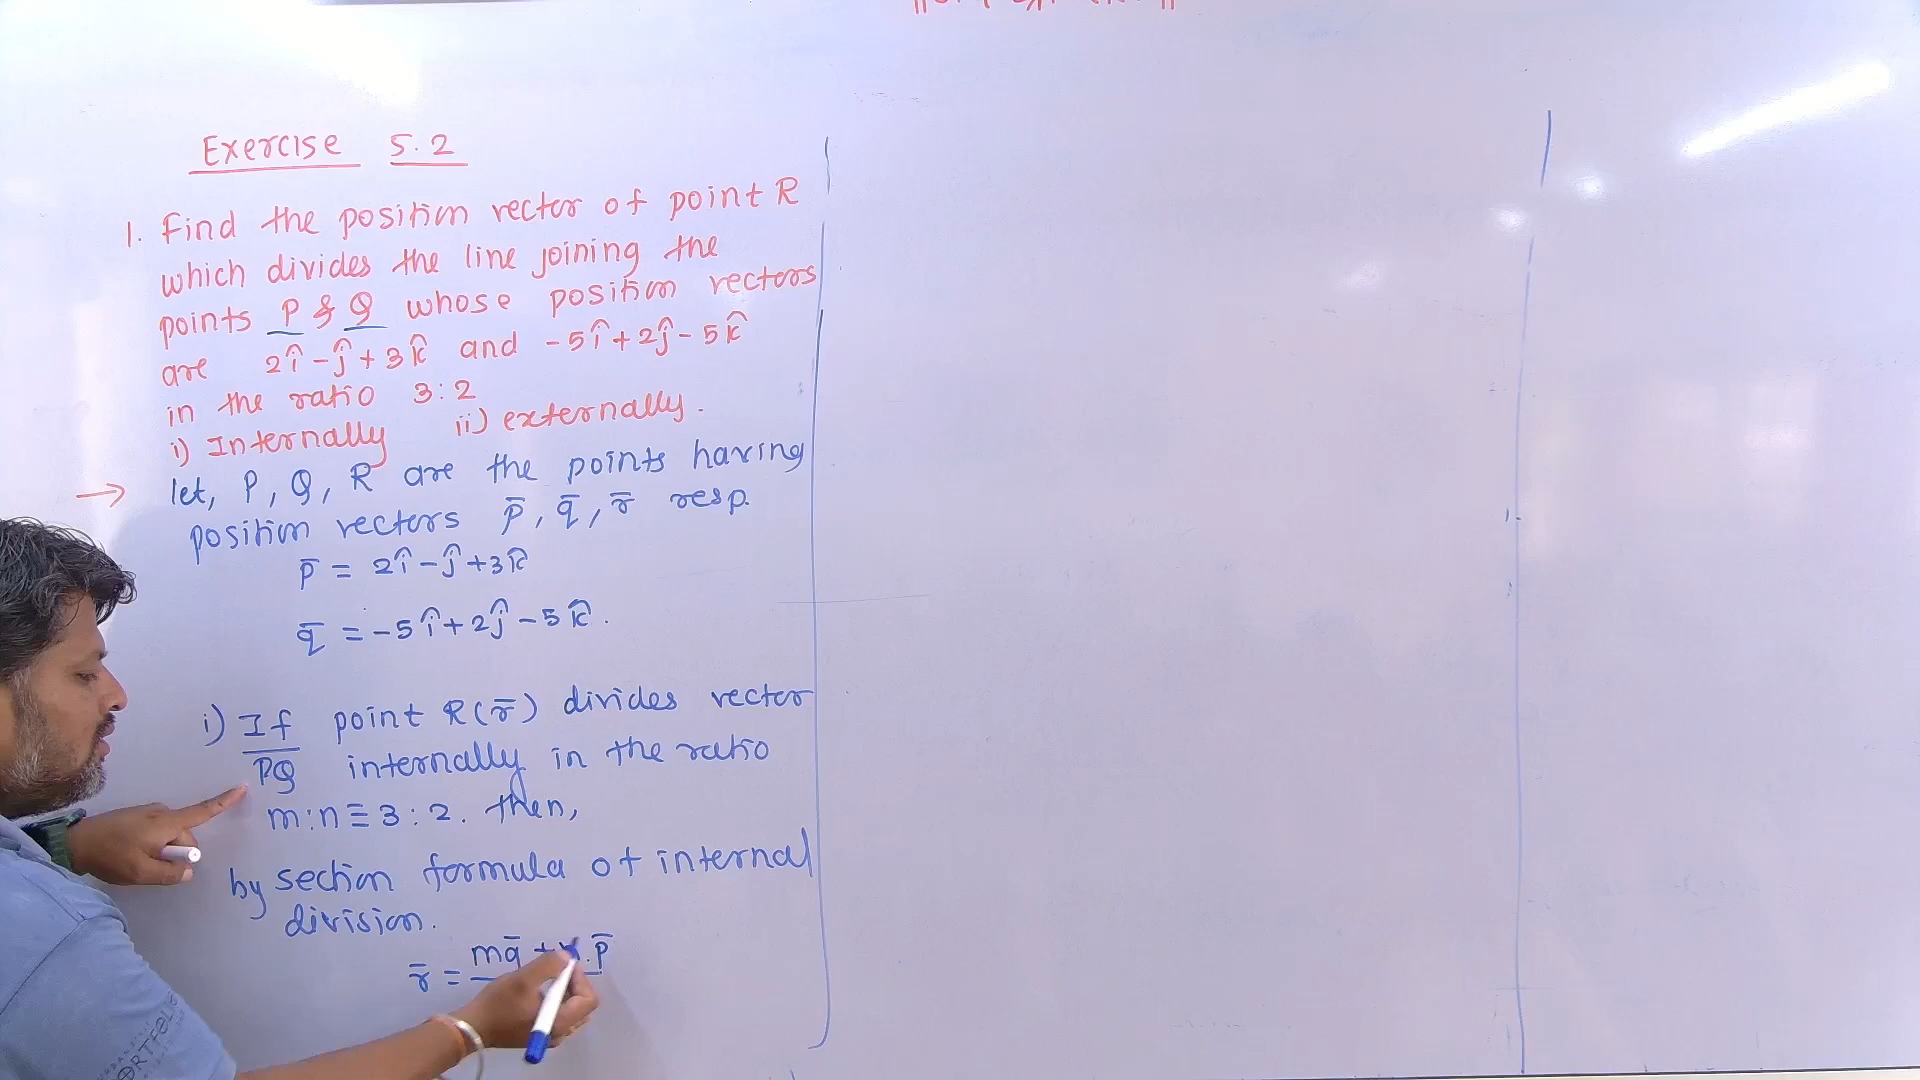 Exercise 5.2
1. Find the position vector of point R
which divides the line joining the
points P & Q whose position vectors
are 2î - ĵ + 3k̂ and -5î + 2ĵ - 5k̂
in the ratio 3:2
i) Internally ii) externally.
→ let, P, Q, R are the points having
position vectors p̄, q̄, r̄ resp.
p̄ = 2î - ĵ + 3k̂
q̄ = -5î + 2ĵ - 5k̂.
i) If point R(r̄) divides vector
P̅Q̅ internally in the ratio
m:n ≡ 3:2. then,
by section formula of internal
division.
r̄ = mq̄ + . p̄